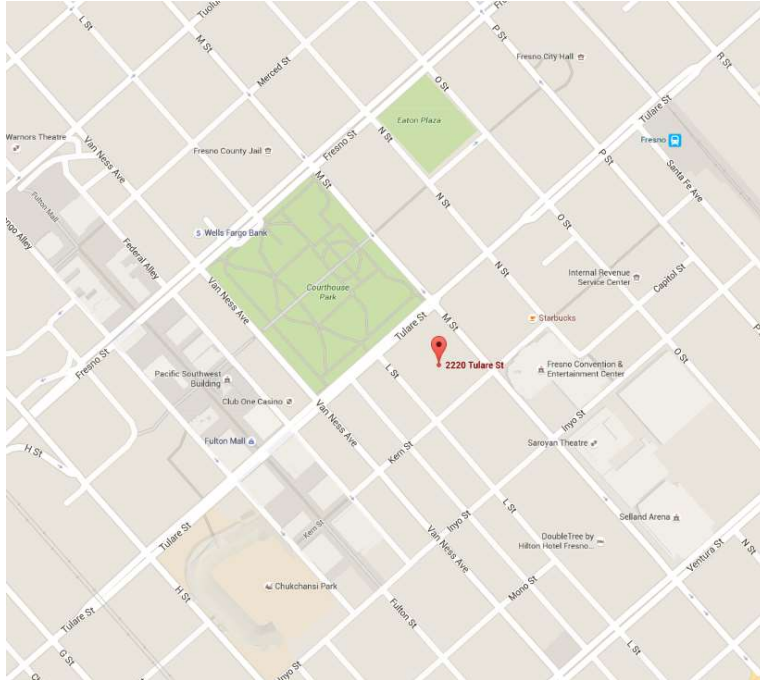 Tuolu
L St
M St
Merced St
Fre
P St
R St
O St
Fresno City Hall
Tulare St
Eaton Plaza
Warnors Theatre
Van Ness Ave
N St
Fresno St
Fresno
Fresno County Jail
P St
Santa Fe Ave
M St
Fulton Mall
N St
O St
Wells Fargo Bank
ngo Alley
Federal Alley
N St
Internal Revenue
Service Center
Capitol St
Van Ness Ave
Courthouse
Park
M St
Starbucks
Tulare St
P
O St
Fresno St
L St
2220 Tulare St
Fresno Convention &
Entertainment Center
Pacific Southwest
Building
Club One Casino
Van Ness Ave
Inyo St
Fulton Mall
Kern St
Saroyan Theatre
H St
L St
Selland Arena
Kern St
Inyo St
Van Ness Ave
DoubleTree by
Hilton Hotel Fresno...
Tulare St
N St
Ventura St
Chukchansi Park
H St
Mono St
Fulton St
Tulare St
L St
M St
G St
Inyo St
Ch